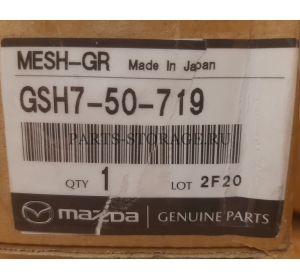 MESH-GR Made In Japan
GSH7-50-719
PARTS-STORAGE.RU
QTY 1 LOT 2F20
mazda GENUINE PARTS